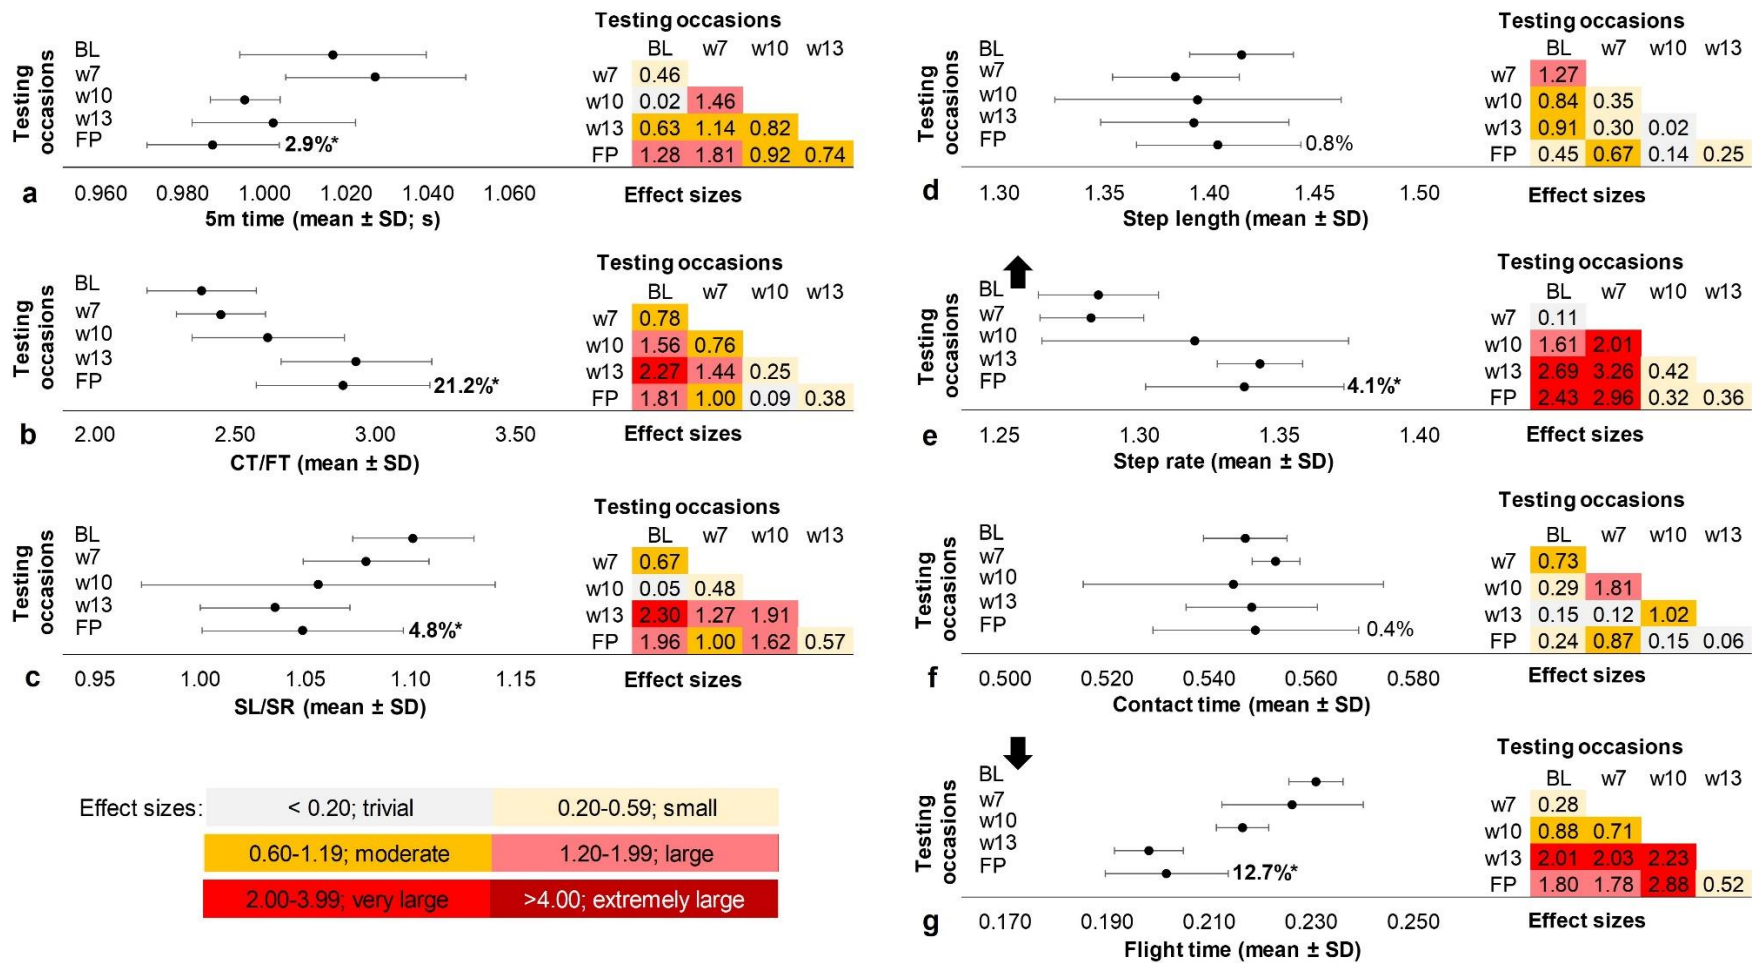 Testing occasions
BL w7 w10 w13
Testing occasions
BL
w7
w10
w13
FP
2.9%*
w7 0.46
w10 0.02 1.46
w13 0.63 1.14 0.82
FP 1.28 1.81 0.92 0.74
a
0.960 0.980 1.000 1.020 1.040 1.060
5m time (mean ± SD; s)
Effect sizes
Testing occasions
BL w7 w10 w13
Testing occasions
BL
w7
w10
w13
FP
21.2%*
w7 0.78
w10 1.56 0.76
w13 2.27 1.44 0.25
FP 1.81 1.00 0.09 0.38
b
2.00 2.50 3.00 3.50
CT/FT (mean ± SD)
Effect sizes
Testing occasions
BL w7 w10 w13
Testing occasions
BL
w7
w10
w13
FP
4.8%*
w7 0.67
w10 0.05 0.48
w13 2.30 1.27 1.91
FP 1.96 1.00 1.62 0.57
c
0.95 1.00 1.05 1.10 1.15
SL/SR (mean ± SD)
Effect sizes
Effect sizes:
< 0.20; trivial
0.20-0.59; small
0.60-1.19; moderate
1.20-1.99; large
2.00-3.99; very large
>4.00; extremely large
Testing occasions
BL w7 w10 w13
Testing occasions
BL
w7
w10
w13
FP
0.8%
w7 1.27
w10 0.84 0.35
w13 0.91 0.30 0.02
FP 0.45 0.67 0.14 0.25
d
1.30 1.35 1.40 1.45 1.50
Step length (mean ± SD)
Effect sizes
Testing occasions
BL w7 w10 w13
Testing occasions
BL
w7
w10
w13
FP
4.1%*
w7 0.11
w10 1.61 2.01
w13 2.69 3.26 0.42
FP 2.43 2.96 0.32 0.36
e
1.25 1.30 1.35 1.40
Step rate (mean ± SD)
Effect sizes
Testing occasions
BL w7 w10 w13
Testing occasions
BL
w7
w10
w13
FP
0.4%
w7 0.73
w10 0.29 1.81
w13 0.15 0.12 1.02
FP 0.24 0.87 0.15 0.06
f
0.500 0.520 0.540 0.560 0.580
Contact time (mean ± SD)
Effect sizes
Testing occasions
BL w7 w10 w13
Testing occasions
BL
w7
w10
w13
FP
12.7%*
w7 0.28
w10 0.88 0.71
w13 2.01 2.03 2.23
FP 1.80 1.78 2.88 0.52
g
0.170 0.190 0.210 0.230 0.250
Flight time (mean ± SD)
Effect sizes